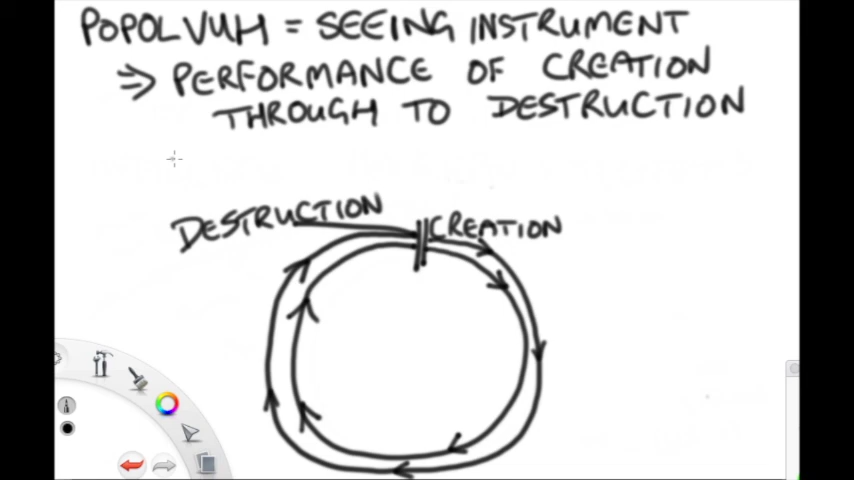 POPOLVUH = SEEING INSTRUMENT
⇒ PERFORMANCE OF CREATION
THROUGH TO DESTRUCTION
DESTRUCTION
CREATION